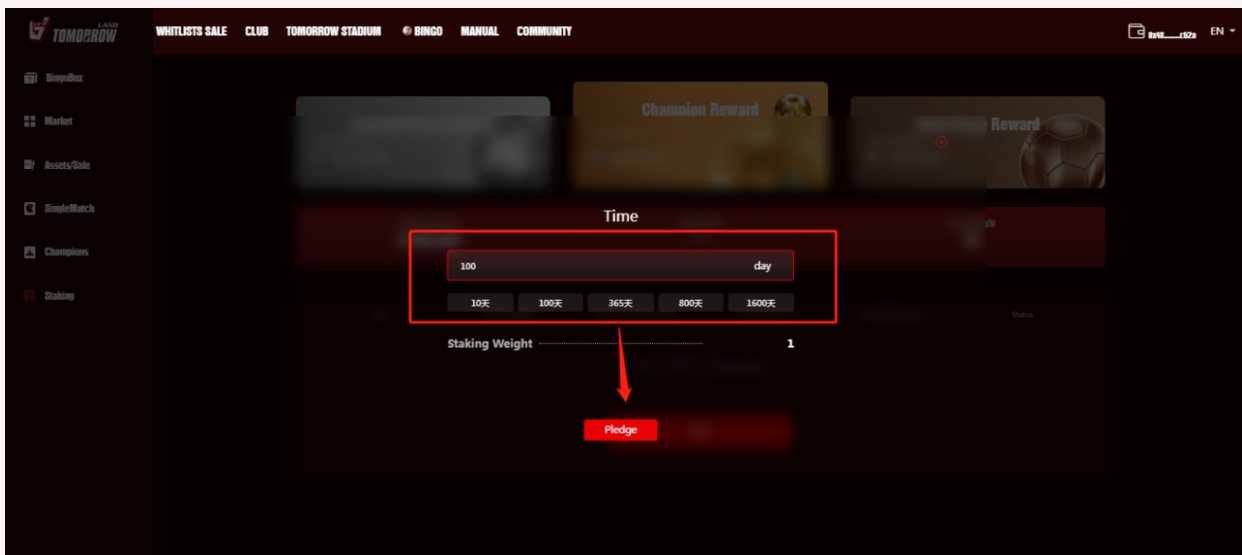 LAND
TOMORROW
WHITLISTS SALE CLUB TOMORROW STADIUM BINGO MANUAL COMMUNITY EN
BingoBox
Market
Assets/Sale
SingleMatch
Champions
Staking
Champion Reward
Reward
Time
100 day
10天 100天 365天 800天 1600天
Status
Staking Weight 1
Pledge